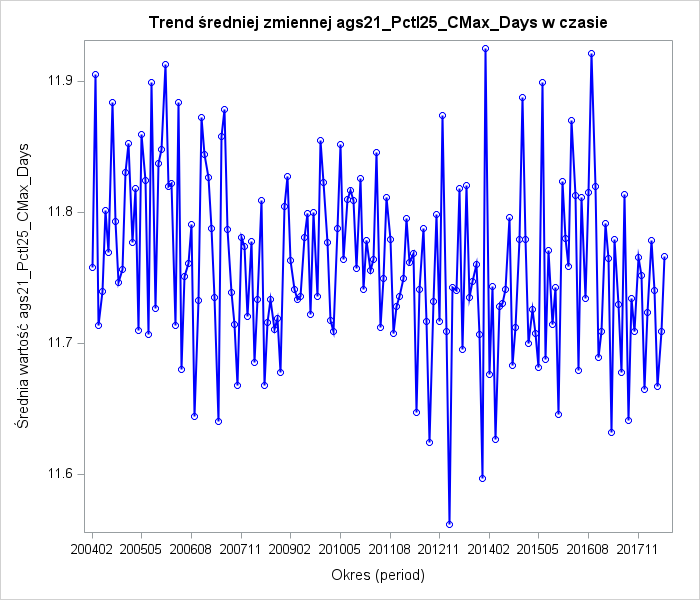 Trend średniej zmiennej ags21_Pctl25_CMax_Days w czasie
Średnia wartość ags21_Pctl25_CMax_Days
11.9
11.8
11.7
11.6
200402 200505 200608 200711 200902 201005 201108 201211 201402 201505 201608 201711
Okres (period)